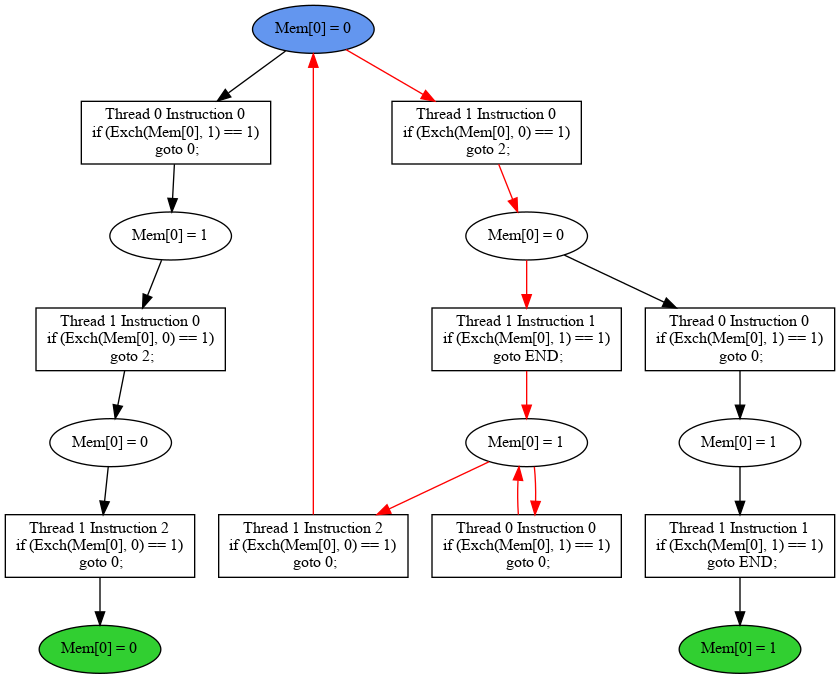 Mem[0] = 0
Thread 0 Instruction 0
if (Exch(Mem[0], 1) == 1)
goto 0;
Thread 1 Instruction 0
if (Exch(Mem[0], 0) == 1)
goto 2;
Mem[0] = 1
Mem[0] = 0
Thread 1 Instruction 0
if (Exch(Mem[0], 0) == 1)
goto 2;
Thread 1 Instruction 1
if (Exch(Mem[0], 1) == 1)
goto END;
Thread 0 Instruction 0
if (Exch(Mem[0], 1) == 1)
goto 0;
Mem[0] = 0
Mem[0] = 1
Mem[0] = 1
Thread 1 Instruction 2
if (Exch(Mem[0], 0) == 1)
goto 0;
Thread 1 Instruction 2
if (Exch(Mem[0], 0) == 1)
goto 0;
Thread 0 Instruction 0
if (Exch(Mem[0], 1) == 1)
goto 0;
Thread 1 Instruction 1
if (Exch(Mem[0], 1) == 1)
goto END;
Mem[0] = 0
Mem[0] = 1